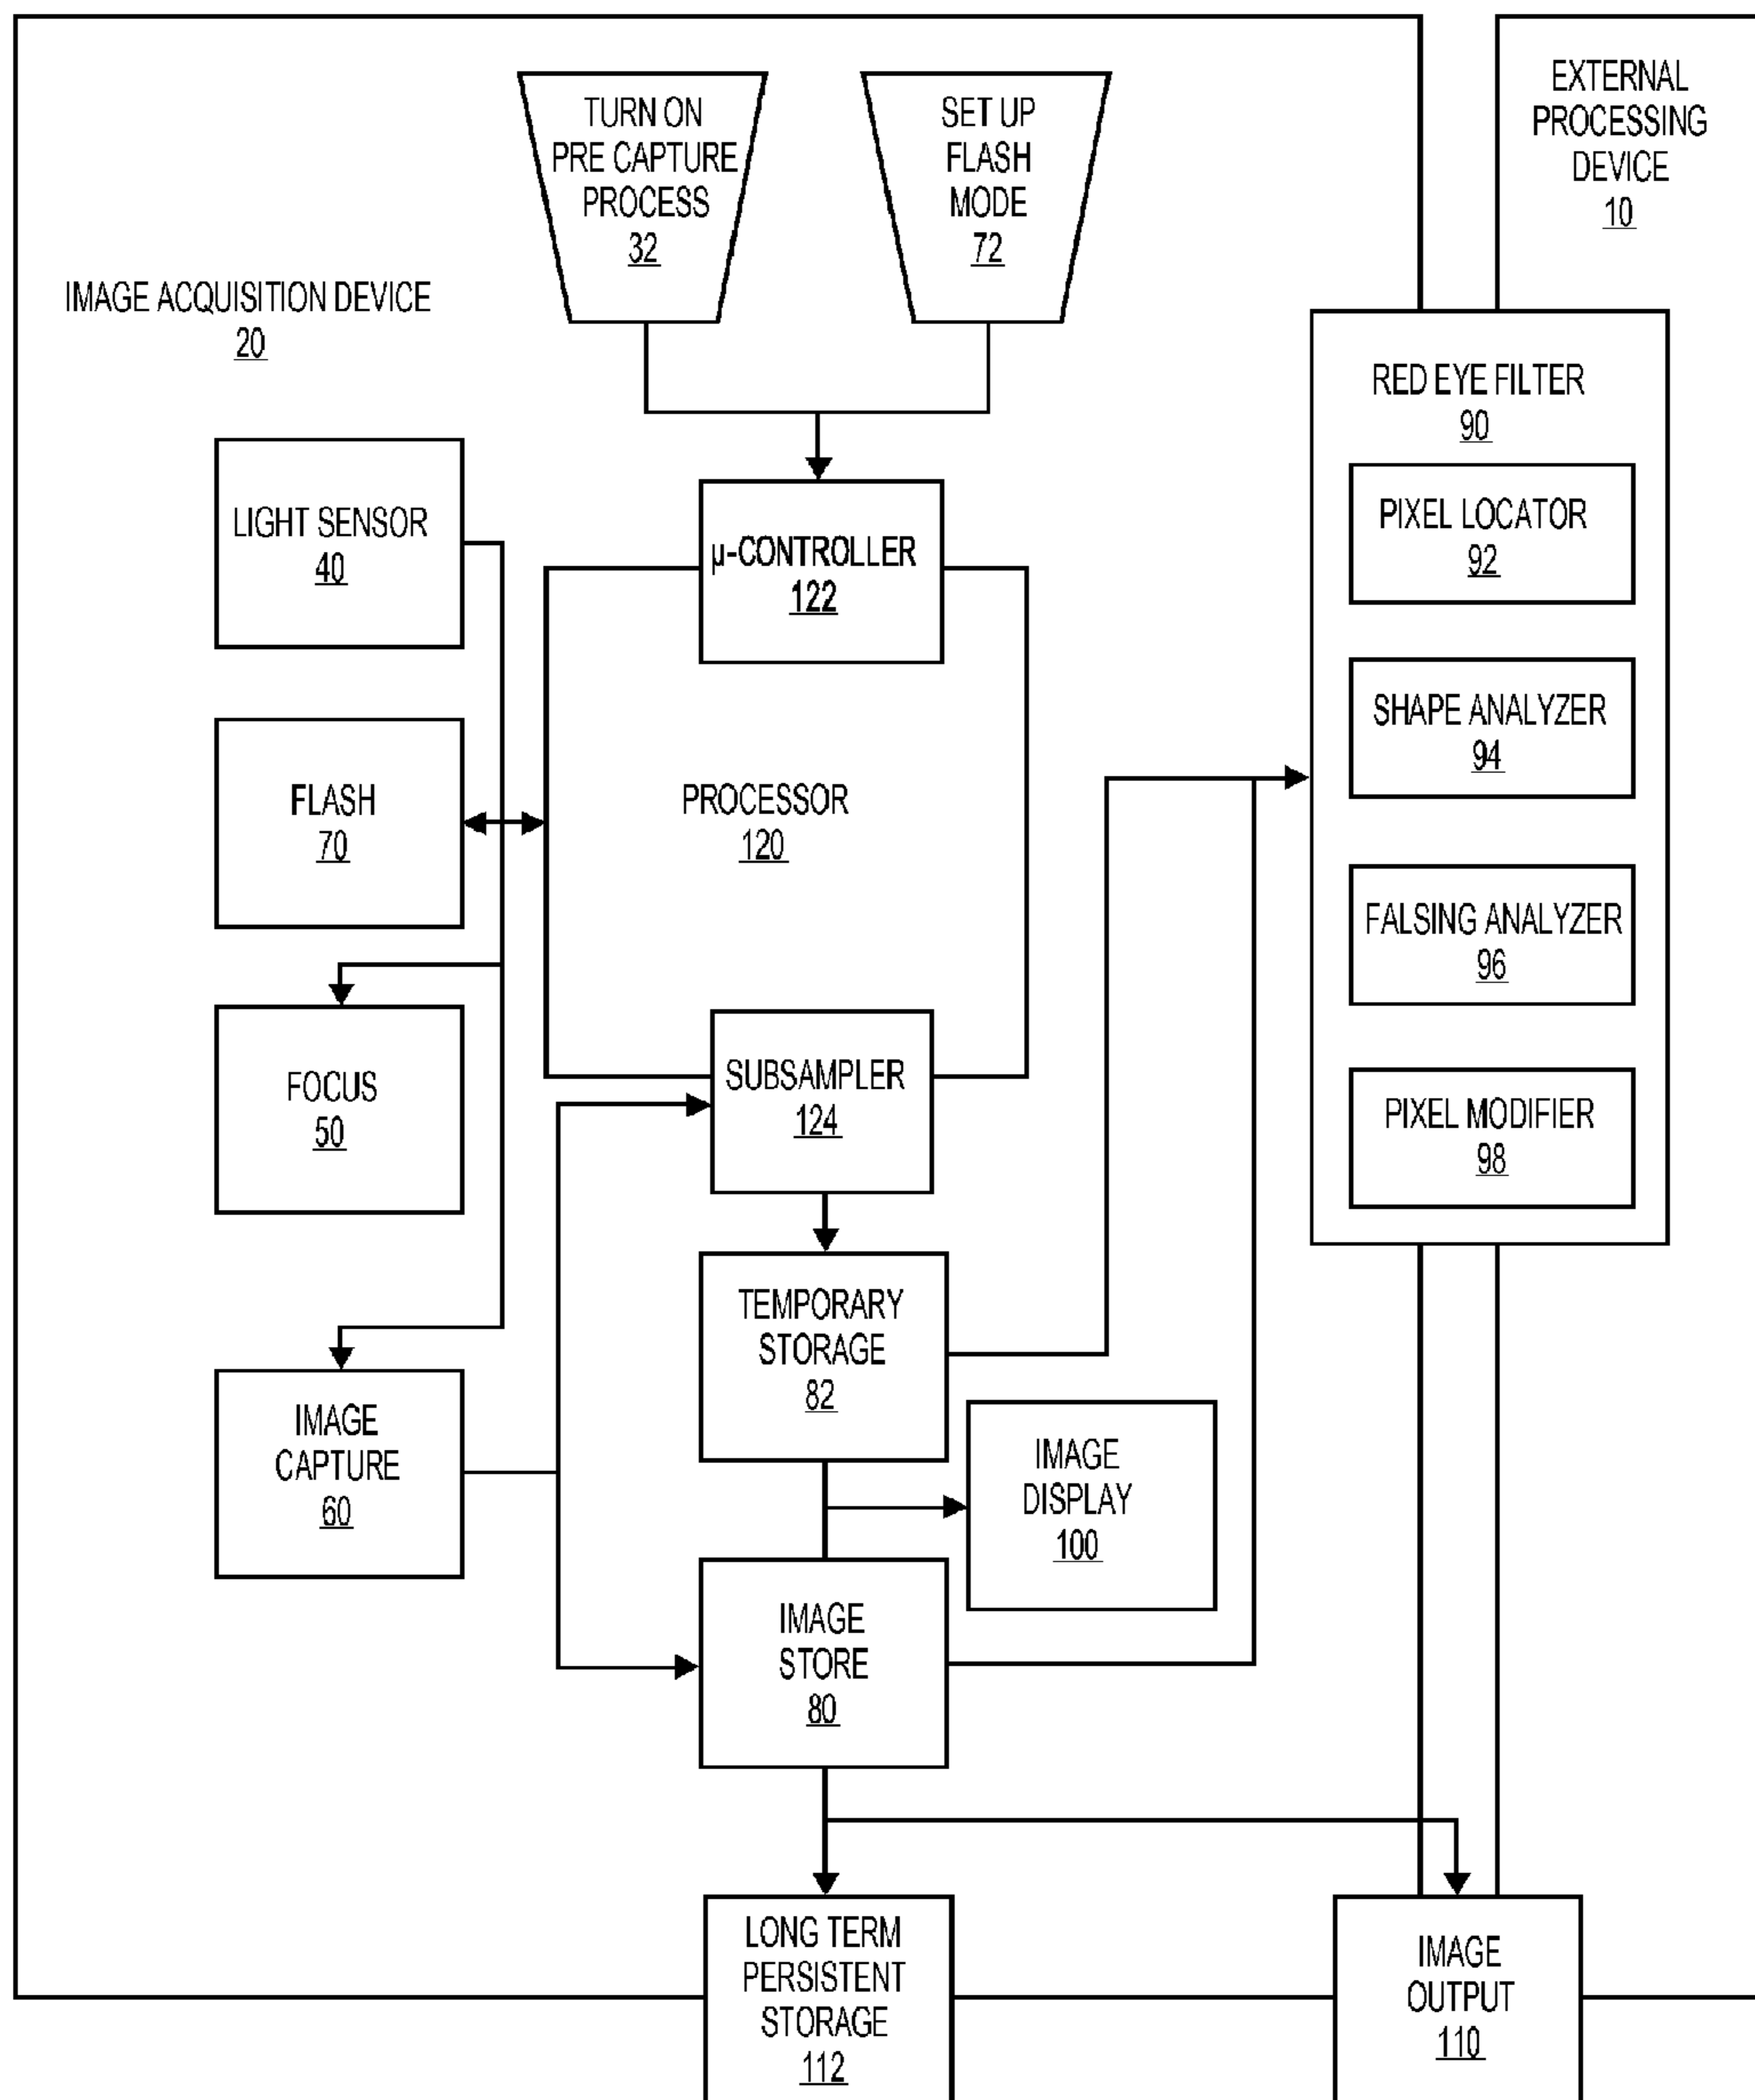 TURN ON
PRE CAPTURE
PROCESS
32
SET UP
FLASH
MODE
72
EXTERNAL
PROCESSING
DEVICE
10
IMAGE ACQUISITION DEVICE
20
RED EYE FILTER
90
PIXEL LOCATOR
92
SHAPE ANALYZER
94
FALSING ANALYZER
96
PIXEL MODIFIER
98
LIGHT SENSOR
40
µ-CONTROLLER
122
FLASH
70
PROCESSOR
120
FOCUS
50
SUBSAMPLER
124
TEMPORARY
STORAGE
82
IMAGE
CAPTURE
60
IMAGE
DISPLAY
100
IMAGE
STORE
80
LONG TERM
PERSISTENT
STORAGE
112
IMAGE
OUTPUT
110